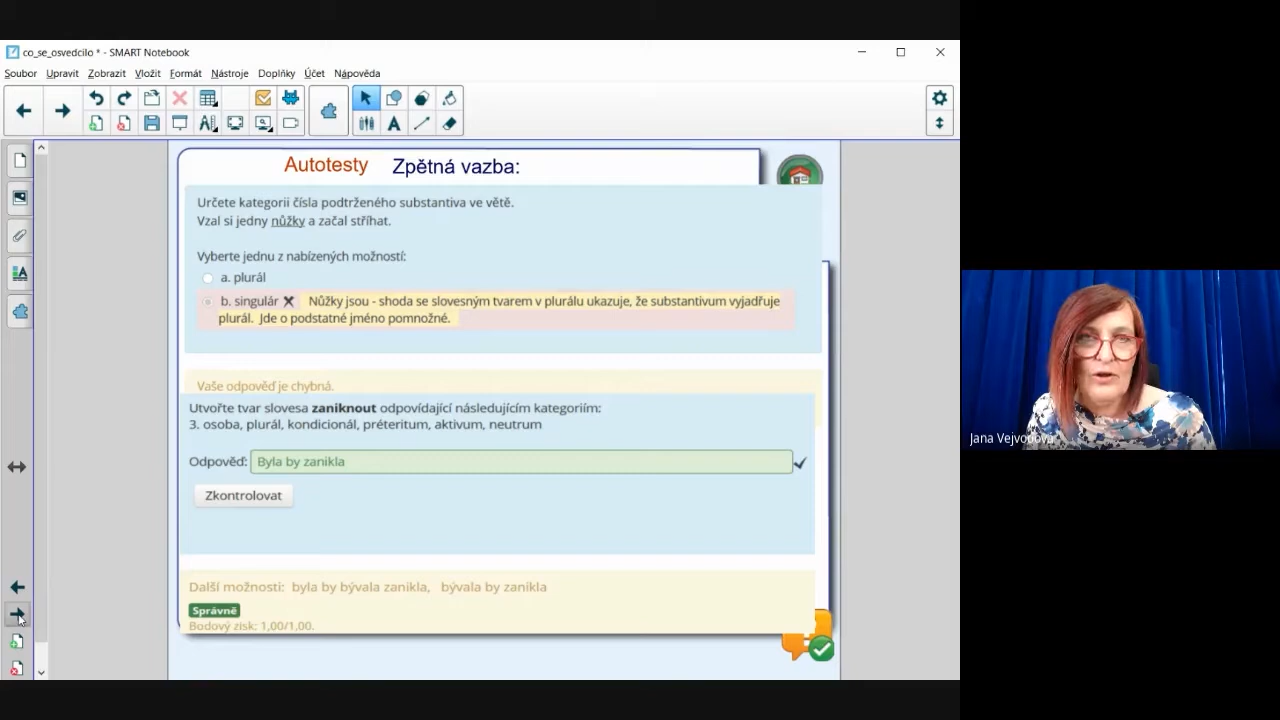 co_se_osvedcilo * - SMART Notebook
Soubor Upravit Zobrazit Vložit Formát Nástroje Doplňky Účet Nápověda
Autotesty Zpětná vazba:
Určete kategorii čísla podtrženého substantiva ve větě.
Vzal si jedny nůžky a začal stříhat.
Vyberte jednu z nabízených možností:
a. plurál
b. singulár Nůžky jsou - shoda se slovesným tvarem v plurálu ukazuje, že substantivum vyjadřuje
plurál. Jde o podstatné jméno pomnožné.
Vaše odpověď je chybná.
Utvořte tvar slovesa zaniknout odpovídající následujícím kategoriím:
3. osoba, plurál, kondicionál, préteritum, aktivum, neutrum
Odpověď: Byla by zanikla
Zkontrolovat
Další možnosti: byla by bývala zanikla, bývala by zanikla
Správně
Bodový zisk: 1,00/1,00.
Jana Vejvodová